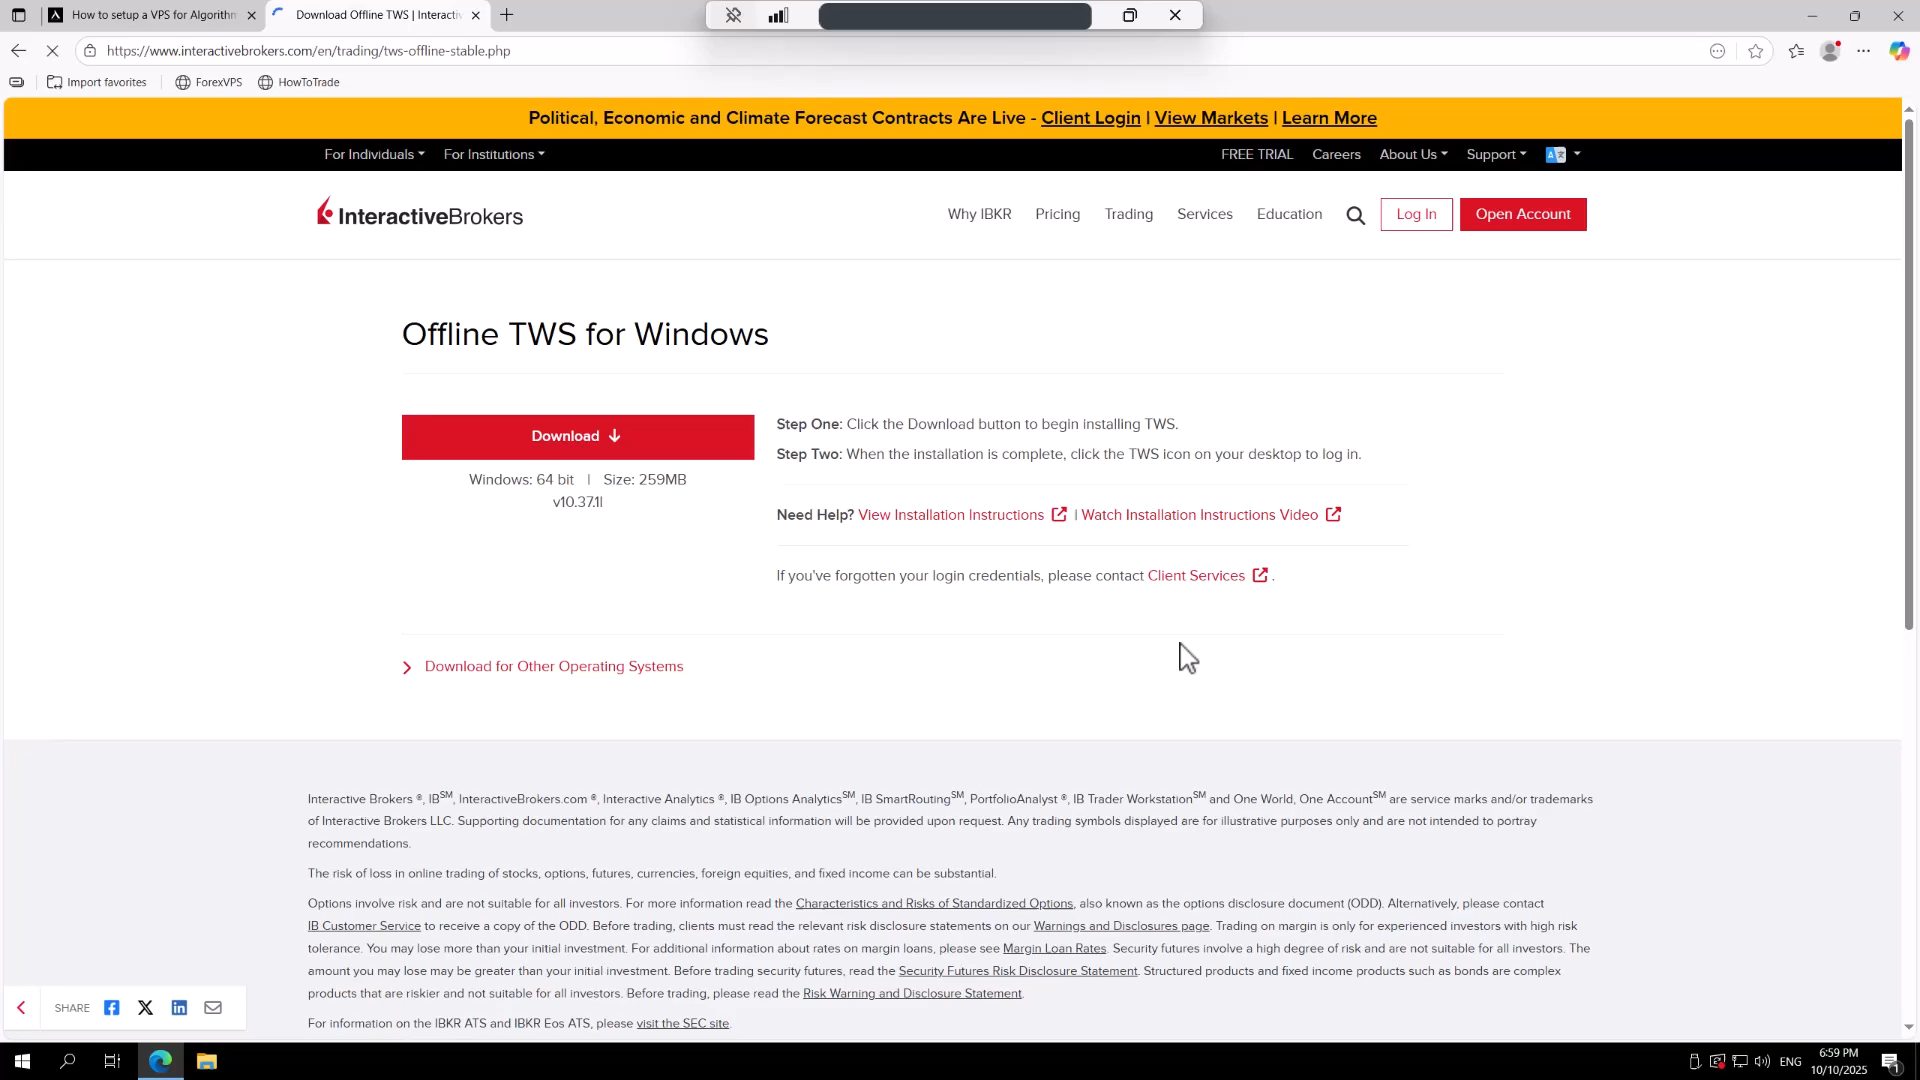 How to setup a VPS for Algorithm
Download Offline TWS | Interactiv
https://www.interactivebrokers.com/en/trading/tws-offline-stable.php
Import favorites
ForexVPS
HowToTrade
Political, Economic and Climate Forecast Contracts Are Live - Client Login | View Markets | Learn More
For Individuals
For Institutions
FREE TRIAL
Careers
About Us
Support
InteractiveBrokers
Why IBKR
Pricing
Trading
Services
Education
Log In
Open Account
Offline TWS for Windows
Download
Windows: 64 bit | Size: 259MB
v10.37.1l
Step One: Click the Download button to begin installing TWS.
Step Two: When the installation is complete, click the TWS icon on your desktop to log in.
Need Help? View Installation Instructions | Watch Installation Instructions Video
If you've forgotten your login credentials, please contact Client Services .
Download for Other Operating Systems
Interactive Brokers ®, IBSM, InteractiveBrokers.com ®, Interactive Analytics ®, IB Options AnalyticsSM, IB SmartRoutingSM, PortfolioAnalyst ®, IB Trader WorkstationSM and One World, One AccountSM are service marks and/or trademarks
of Interactive Brokers LLC. Supporting documentation for any claims and statistical information will be provided upon request. Any trading symbols displayed are for illustrative purposes only and are not intended to portray
recommendations.
The risk of loss in online trading of stocks, options, futures, currencies, foreign equities, and fixed income can be substantial.
Options involve risk and are not suitable for all investors. For more information read the Characteristics and Risks of Standardized Options, also known as the options disclosure document (ODD). Alternatively, please contact
IB Customer Service to receive a copy of the ODD. Before trading, clients must read the relevant risk disclosure statements on our Warnings and Disclosures page. Trading on margin is only for experienced investors with high risk
tolerance. You may lose more than your initial investment. For additional information about rates on margin loans, please see Margin Loan Rates. Security futures involve a high degree of risk and are not suitable for all investors. The
amount you may lose may be greater than your initial investment. Before trading security futures, read the Security Futures Risk Disclosure Statement. Structured products and fixed income products such as bonds are complex
products that are riskier and not suitable for all investors. Before trading, please read the Risk Warning and Disclosure Statement.
For information on the IBKR ATS and IBKR Eos ATS, please visit the SEC site.
SHARE
ENG
6:59 PM
10/10/2025
1